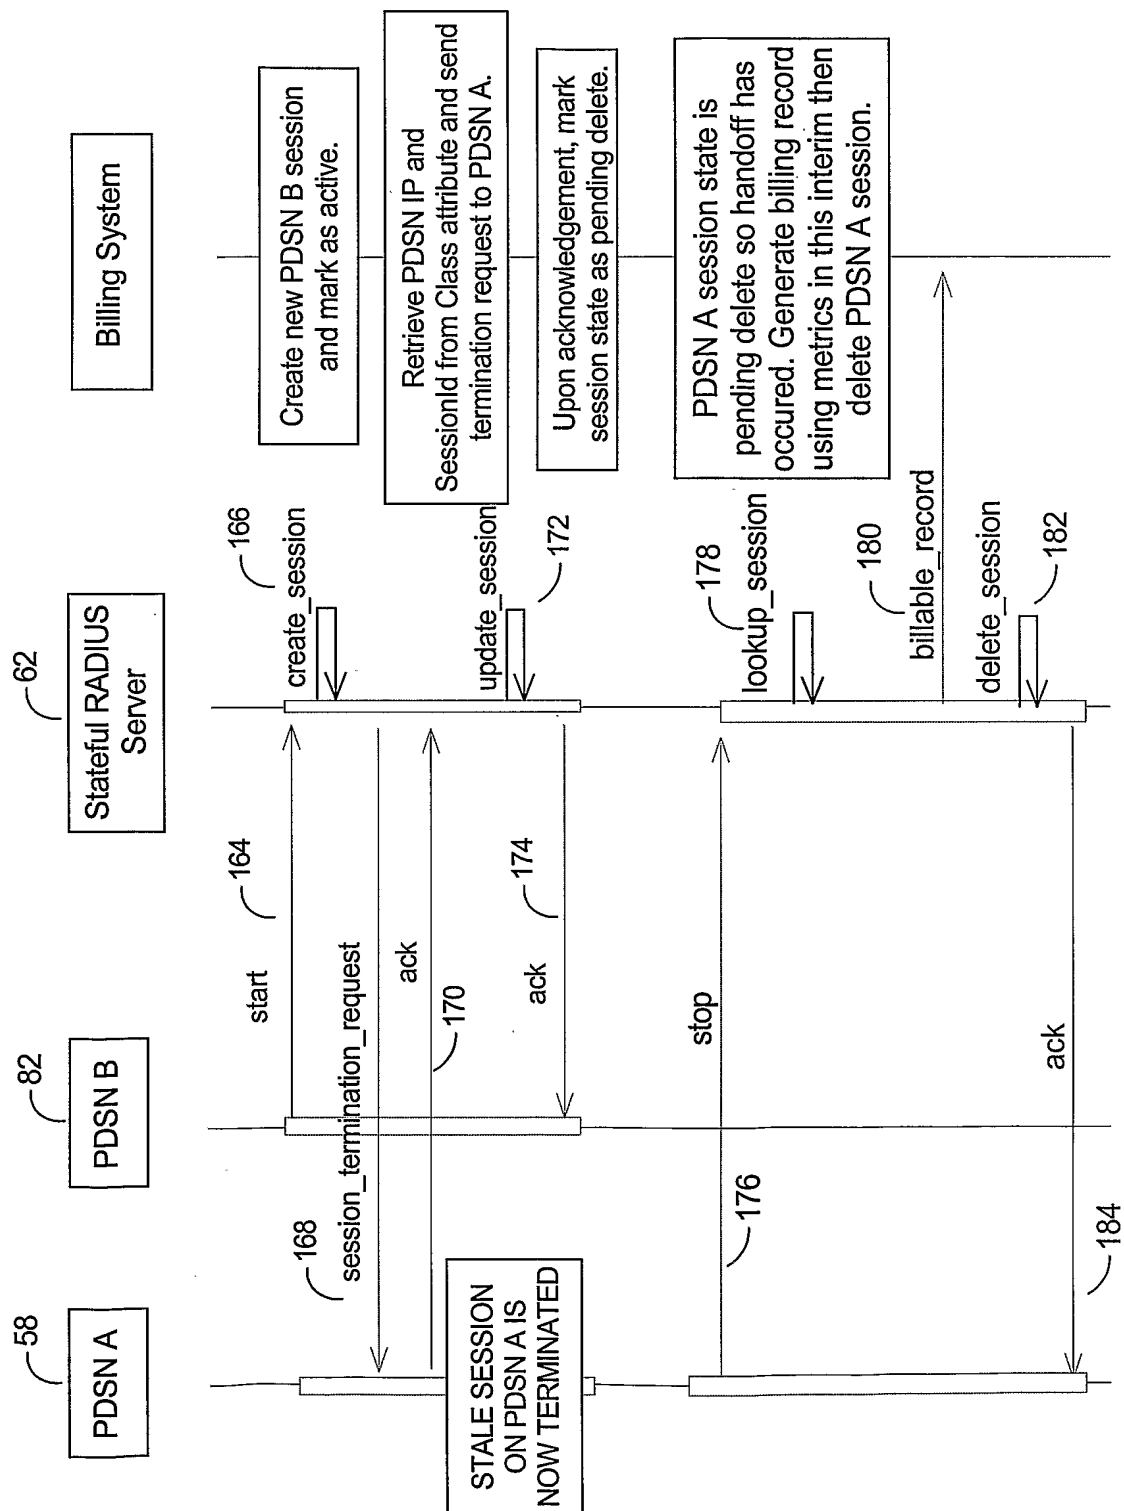 58
PDSN A
82
PDSN B
62
Stateful RADIUS
Server
Billing System
start
164
166
create_session
Create new PDSN B session
and mark as active.
168
session_termination_request
Retrieve PDSN IP and
SessionId from Class attribute and send
termination request to PDSN A.
ack
170
STALE SESSION
ON PDSN A IS
NOW TERMINATED
update_session
172
Upon acknowledgement, mark
session state as pending delete.
ack
174
stop
176
lookup_session
178
PDSN A session state is
pending delete so handoff has
occured. Generate billing record
using metrics in this interim then
delete PDSN A session.
180
billable_record
delete_session
182
ack
184